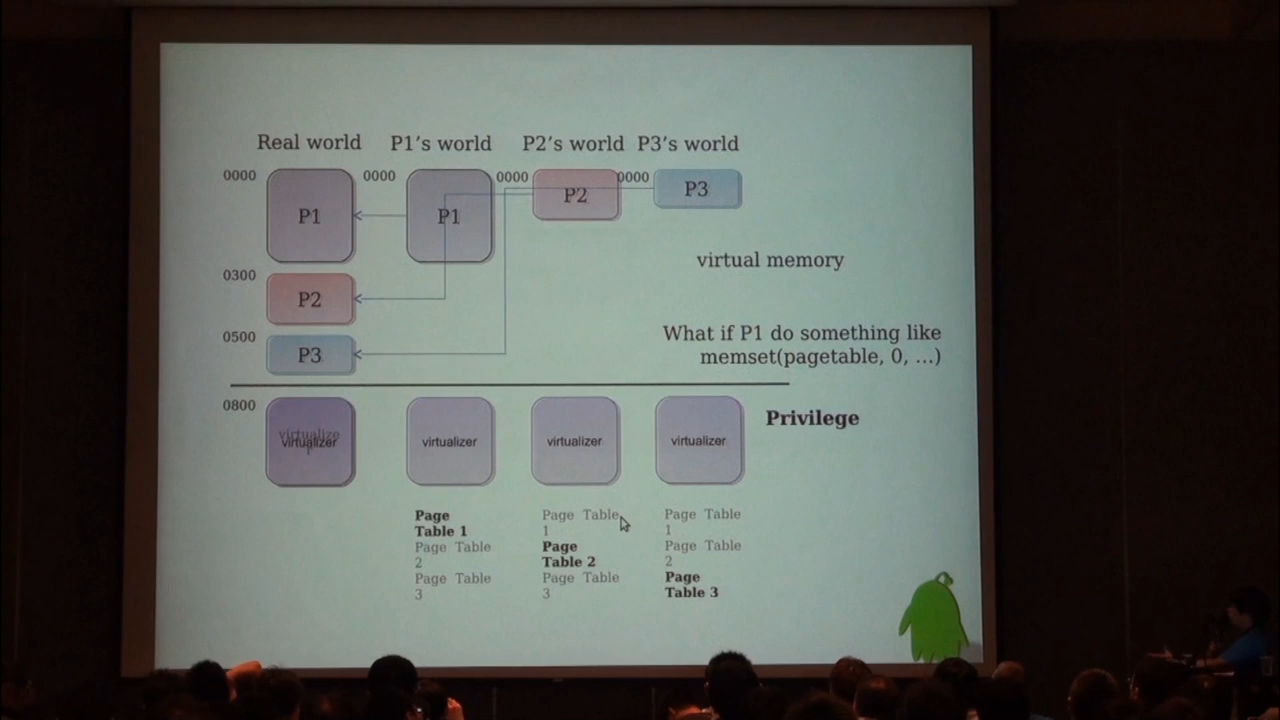 Real world P1's world P2's world P3's world
0000 0000 0000 0000
P1 P1 P2 P3
virtual memory
0300
P2
What if P1 do something like
memset(pagetable, 0, ...)
0500
P3
0800
Privilege
virtualizer virtualizer virtualizer virtualizer
Page
Table 1
Page Table
2
Page Table
3
Page Table
1
Page
Table 2
Page Table
3
Page Table
1
Page Table
2
Page
Table 3